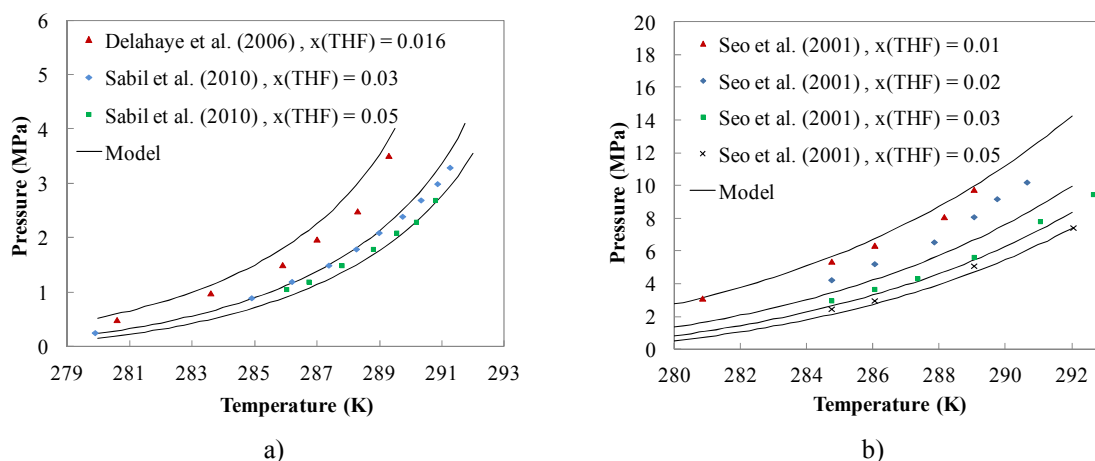 6
5
4
3
2
1
0
Pressure (MPa)
Delahaye et al. (2006) , x(THF) = 0.016
Sabil et al. (2010) , x(THF) = 0.03
Sabil et al. (2010) , x(THF) = 0.05
Model
279 281 283 285 287 289 291 293
Temperature (K)
a)
20
18
16
14
12
10
8
6
4
2
0
Pressure (MPa)
Seo et al. (2001) , x(THF) = 0.01
Seo et al. (2001) , x(THF) = 0.02
Seo et al. (2001) , x(THF) = 0.03
Seo et al. (2001) , x(THF) = 0.05
Model
280 282 284 286 288 290 292
Temperature (K)
b)